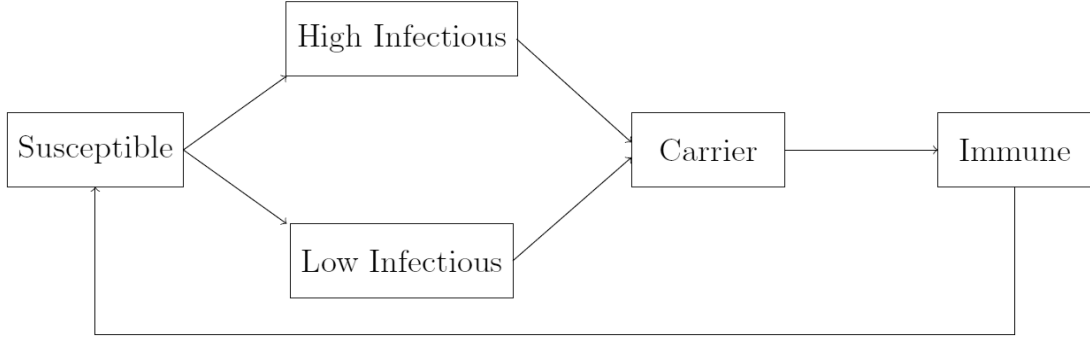 High Infectious
Susceptible
Carrier
Immune
Low Infectious